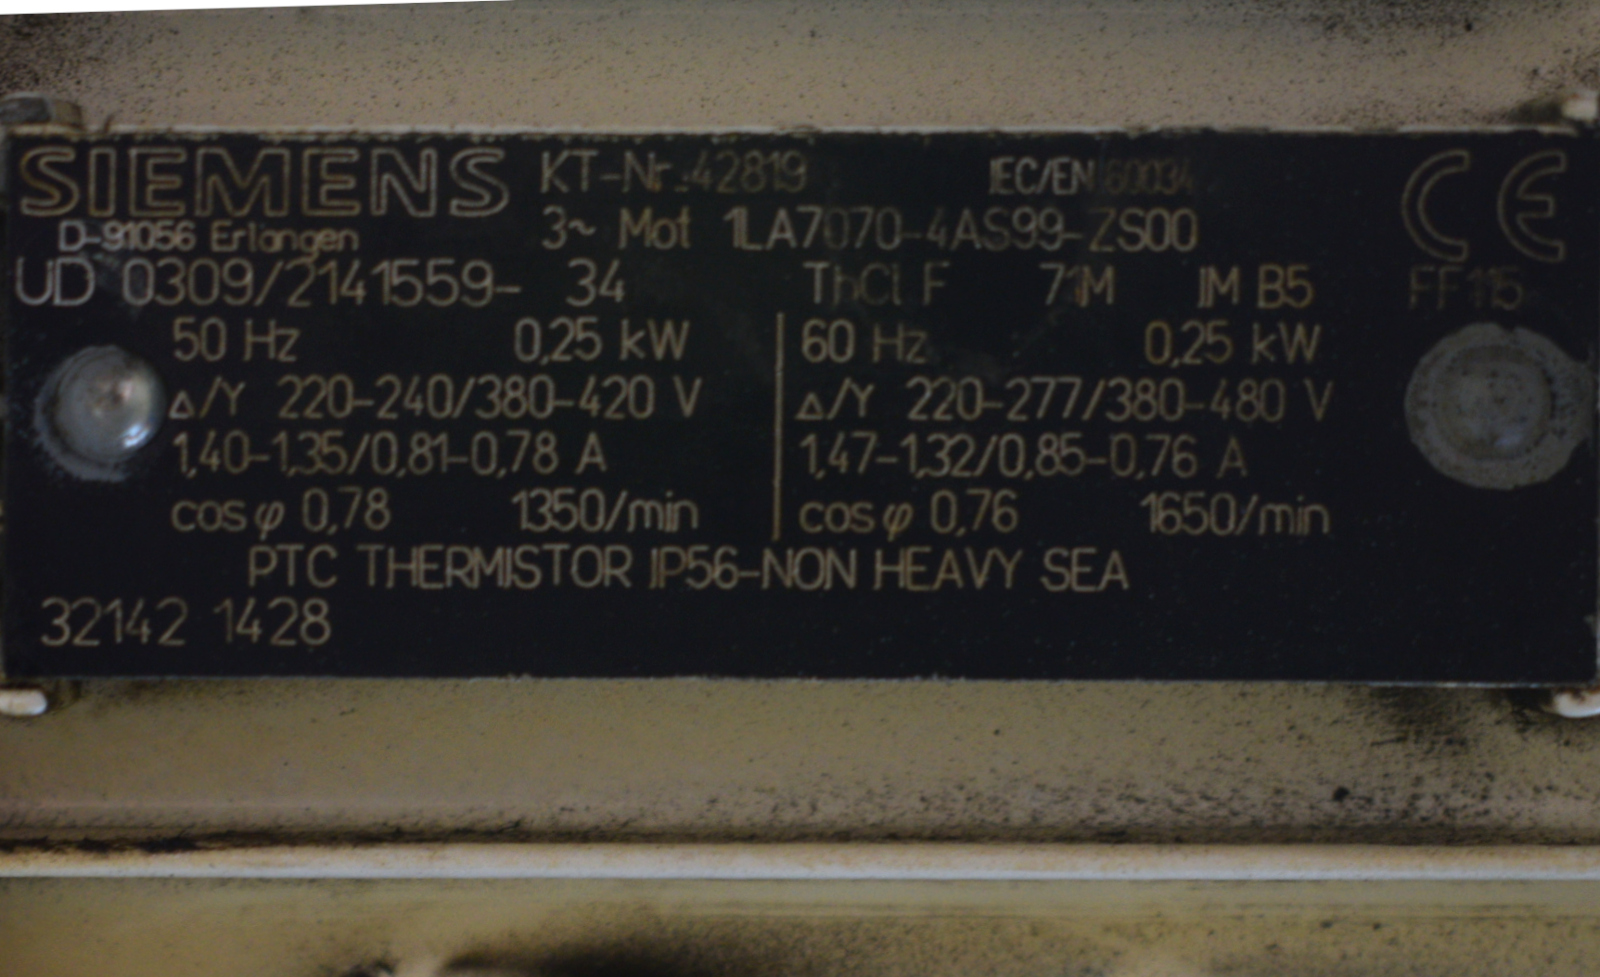 SIEMENS KT-Nr.42819 IEC/EN 60034 CE
D-91056 Erlangen 3~ Mot 1LA7070-4AS99-ZS00
UD 0309/2141559- 34 ThCl F 71M IM B5 FF115
50 Hz 0,25 kW 60 Hz 0,25 kW
Δ/Y 220-240/380-420 V Δ/Y 220-277/380-480 V
1,40-1,35/0,81-0,78 A 1,47-1,32/0,85-0,76 A
cos φ 0,78 1350/min cos φ 0,76 1650/min
PTC THERMISTOR IP56-NON HEAVY SEA
32142 1428